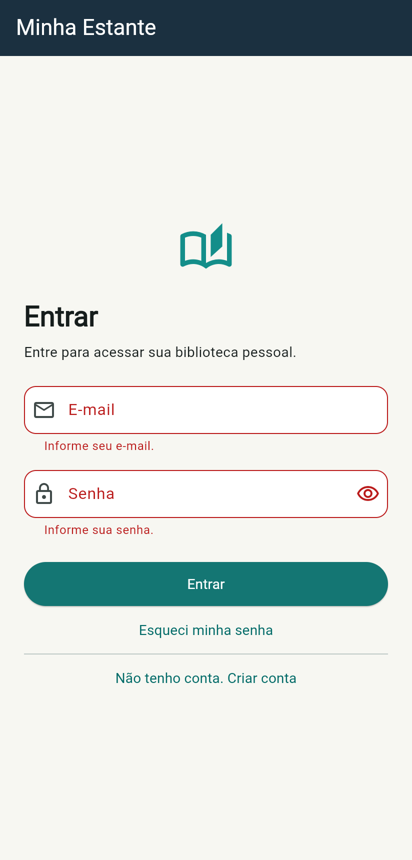 Minha Estante
Entrar
Entre para acessar sua biblioteca pessoal.
E-mail
Informe seu e-mail.
Senha
Informe sua senha.
Entrar
Esqueci minha senha
Não tenho conta. Criar conta